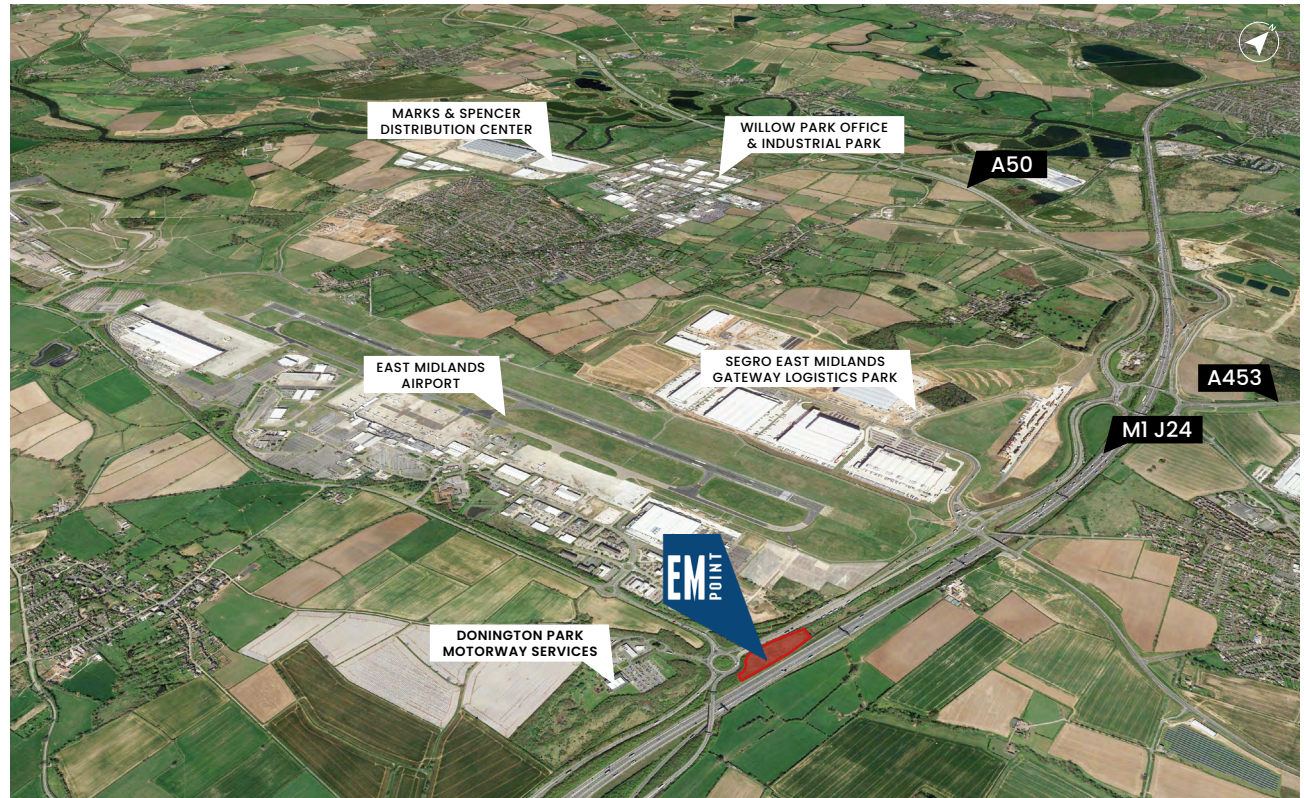 N
MARKS & SPENCER
DISTRIBUTION CENTER
WILLOW PARK OFFICE
& INDUSTRIAL PARK
A50
EAST MIDLANDS
AIRPORT
SEGRO EAST MIDLANDS
GATEWAY LOGISTICS PARK
A453
M1 J24
EM
POINT
DONINGTON PARK
MOTORWAY SERVICES